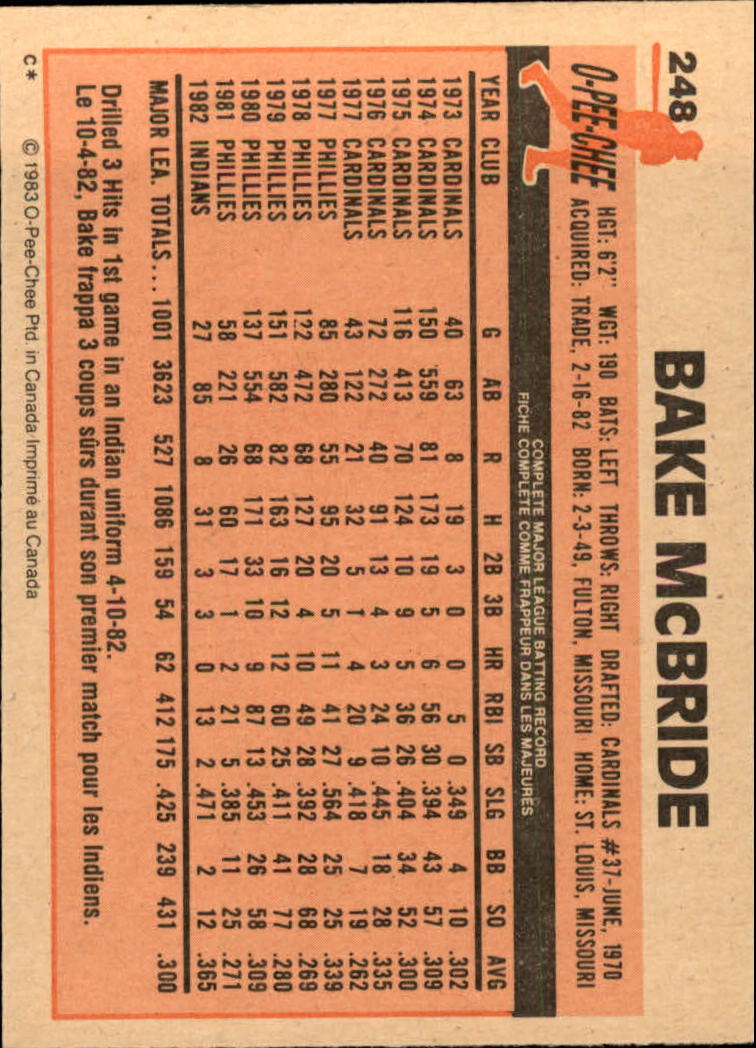 248
BAKE McBRIDE
O-PEE-CHEE
HGT: 6'2" WGT: 190 BATS: LEFT THROWS: RIGHT DRAFTED: CARDINALS #37-JUNE, 1970
ACQUIRED: TRADE, 2-16-82 BORN: 2-3-49, FULTON, MISSOURI HOME: ST. LOUIS, MISSOURI
COMPLETE MAJOR LEAGUE BATTING RECORD
FICHE COMPLÈTE COMME FRAPPEUR DANS LES MAJEURES
YEAR CLUB G AB R H 2B 3B HR RBI SB SLG BB SO AVG
1973 CARDINALS 40 63 8 19 3 0 0 5 0 .349 4 10 .302
1974 CARDINALS 150 559 81 173 19 5 6 56 30 .394 43 57 .309
1975 CARDINALS 116 413 70 124 10 9 5 36 26 .404 34 52 .300
1976 CARDINALS 72 272 40 91 13 4 3 24 10 .445 18 28 .335
1977 CARDINALS 43 122 21 32 5 1 4 20 9 .418 7 19 .262
1977 PHILLIES 85 280 55 95 20 5 11 41 27 .564 25 25 .339
1978 PHILLIES 122 472 68 127 20 4 10 49 28 .392 28 68 .269
1979 PHILLIES 151 582 82 163 16 12 12 60 25 .411 41 77 .280
1980 PHILLIES 137 554 68 171 33 10 9 87 13 .453 26 58 .309
1981 PHILLIES 58 221 26 60 17 1 2 21 5 .385 11 25 .271
1982 INDIANS 27 85 8 31 3 3 0 13 2 .471 2 12 .365
MAJOR LEA. TOTALS... 1001 3623 527 1086 159 54 62 412 175 .425 239 431 .300
Drilled 3 Hits in 1st game in an Indian uniform 4-10-82.
Le 10-4-82, Bake frappa 3 coups sûrs durant son premier match pour les Indiens.
C* © 1983 O-Pee-Chee Ptd. in Canada/Imprimé au Canada